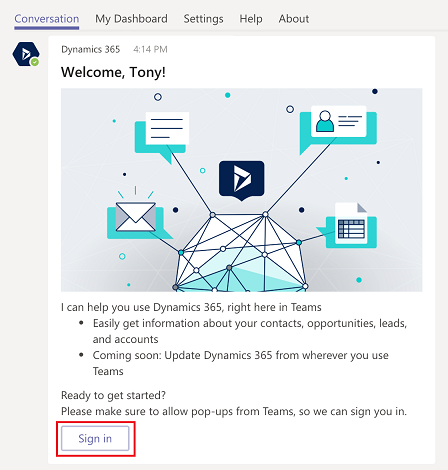 Conversation My Dashboard Settings Help About
Dynamics 365 4:14 PM
Welcome, Tony!
I can help you use Dynamics 365, right here in Teams
• Easily get information about your contacts, opportunities, leads,
and accounts
• Coming soon: Update Dynamics 365 from wherever you use
Teams
Ready to get started?
Please make sure to allow pop-ups from Teams, so we can sign you in.
Sign in